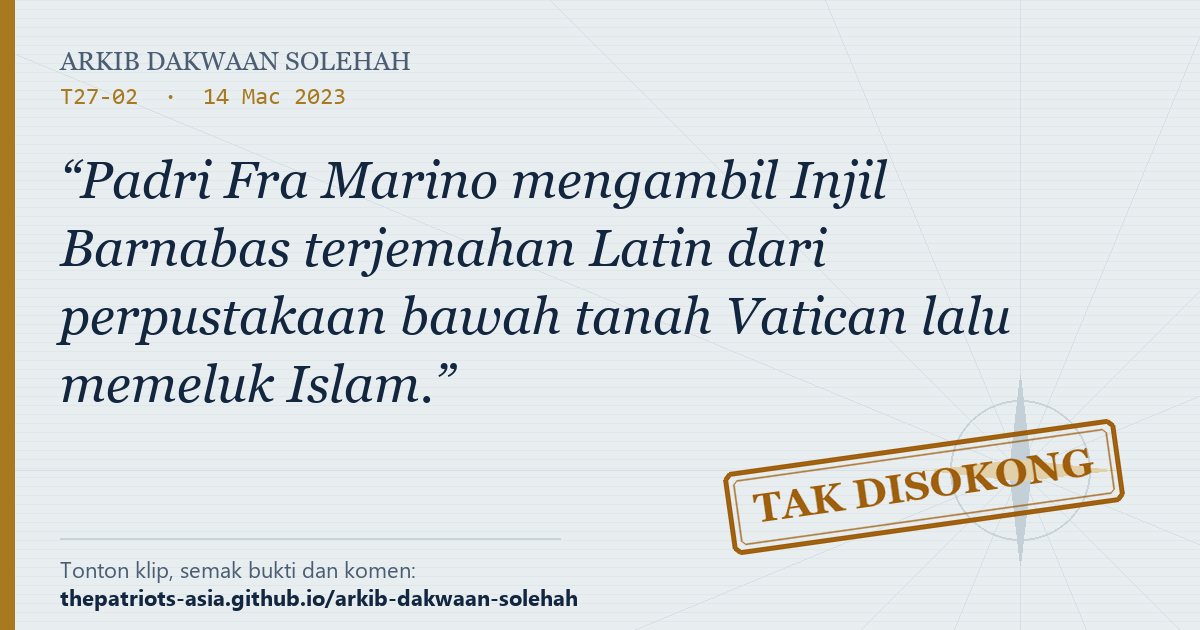 ARKIB DAKWAAN SOLEHAH
T27-02 · 14 Mac 2023
“Padri Fra Marino mengambil Injil
Barnabas terjemahan Latin dari
perpustakaan bawah tanah Vatican lalu
memeluk Islam.”
TAK DISOKONG
Tonton klip, semak bukti dan komen:
thepatriots-asia.github.io/arkib-dakwaan-solehah